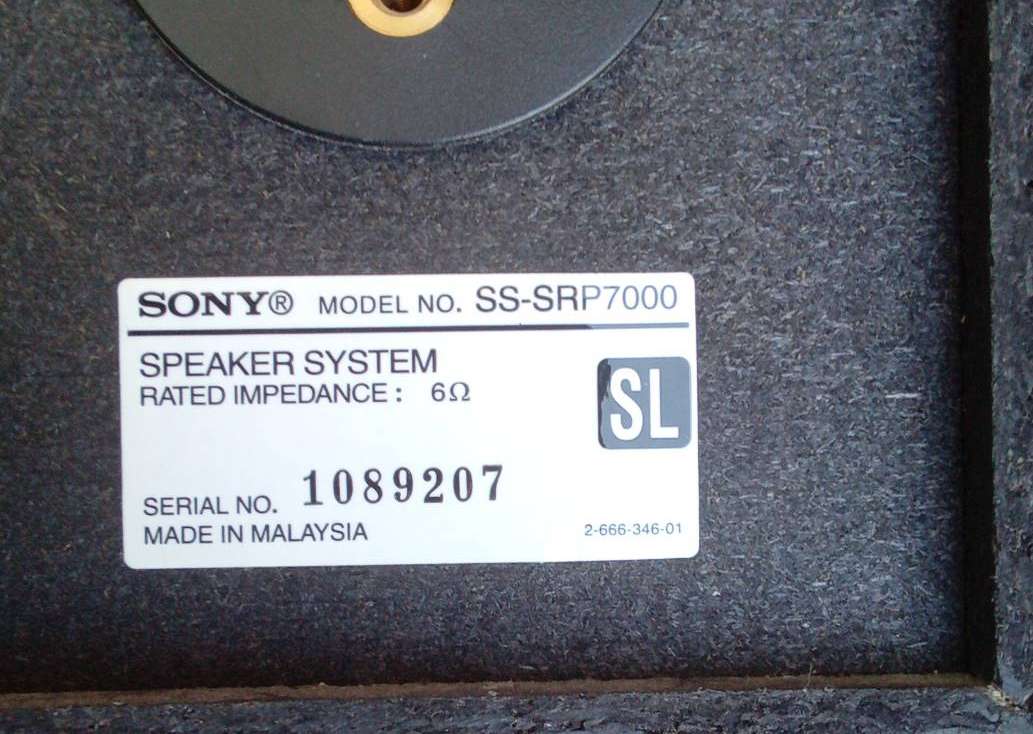 SONY® MODEL NO. SS-SRP7000
SPEAKER SYSTEM
RATED IMPEDANCE : 6Ω
SL
SERIAL NO. 1089207
MADE IN MALAYSIA 2-666-346-01